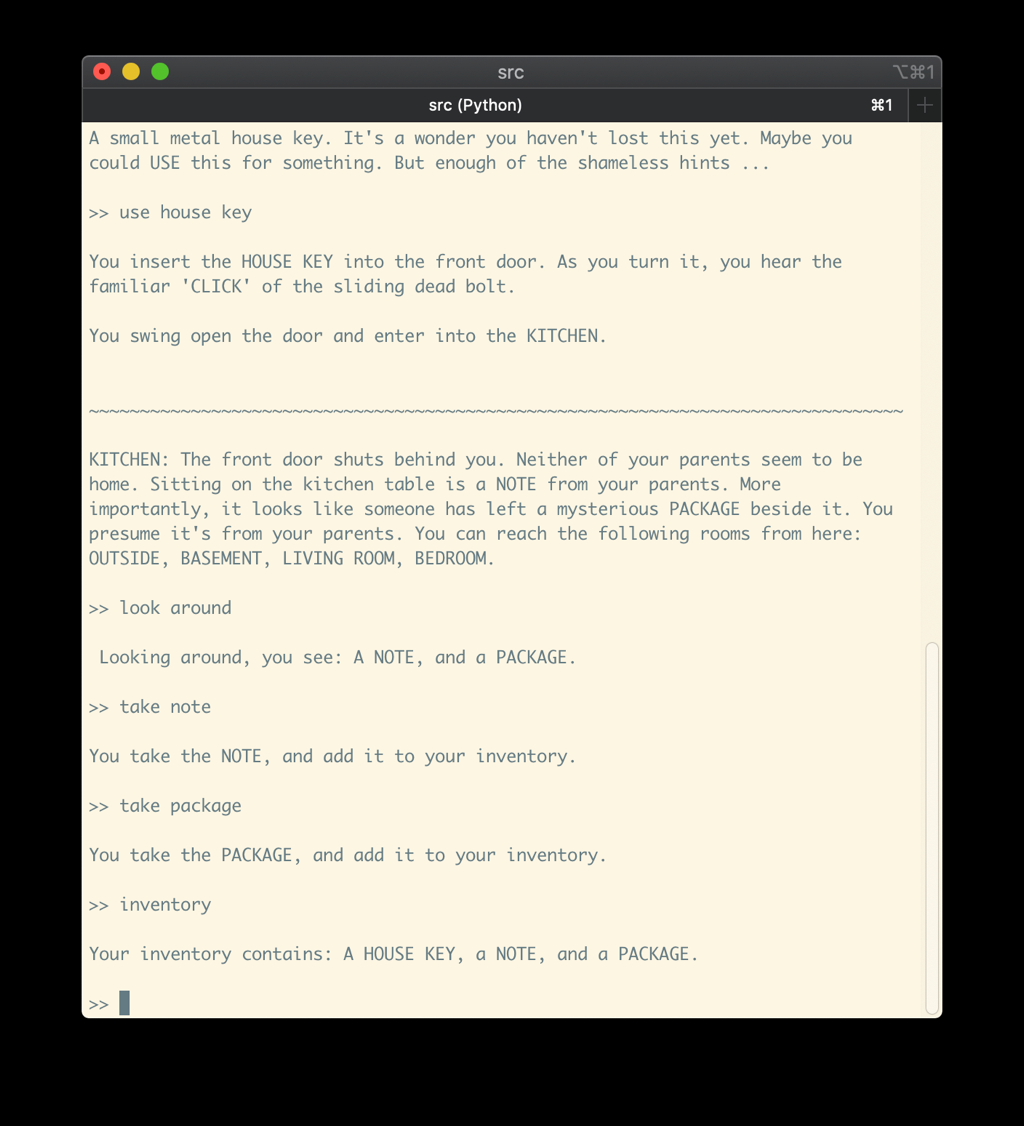 src
⌥⌘1
src (Python)
⌘1
+
A small metal house key. It's a wonder you haven't lost this yet. Maybe you
could USE this for something. But enough of the shameless hints ...
>> use house key
You insert the HOUSE KEY into the front door. As you turn it, you hear the
familiar 'CLICK' of the sliding dead bolt.
You swing open the door and enter into the KITCHEN.
~~~~~~~~~~~~~~~~~~~~~~~~~~~~~~~~~~~~~~~~~~~~~~~~~~~~~~~~~~~~~~~~~~~~~~~~~~~~~~~~
KITCHEN: The front door shuts behind you. Neither of your parents seem to be
home. Sitting on the kitchen table is a NOTE from your parents. More
importantly, it looks like someone has left a mysterious PACKAGE beside it. You
presume it's from your parents. You can reach the following rooms from here:
OUTSIDE, BASEMENT, LIVING ROOM, BEDROOM.
>> look around
Looking around, you see: A NOTE, and a PACKAGE.
>> take note
You take the NOTE, and add it to your inventory.
>> take package
You take the PACKAGE, and add it to your inventory.
>> inventory
Your inventory contains: A HOUSE KEY, a NOTE, and a PACKAGE.
>>